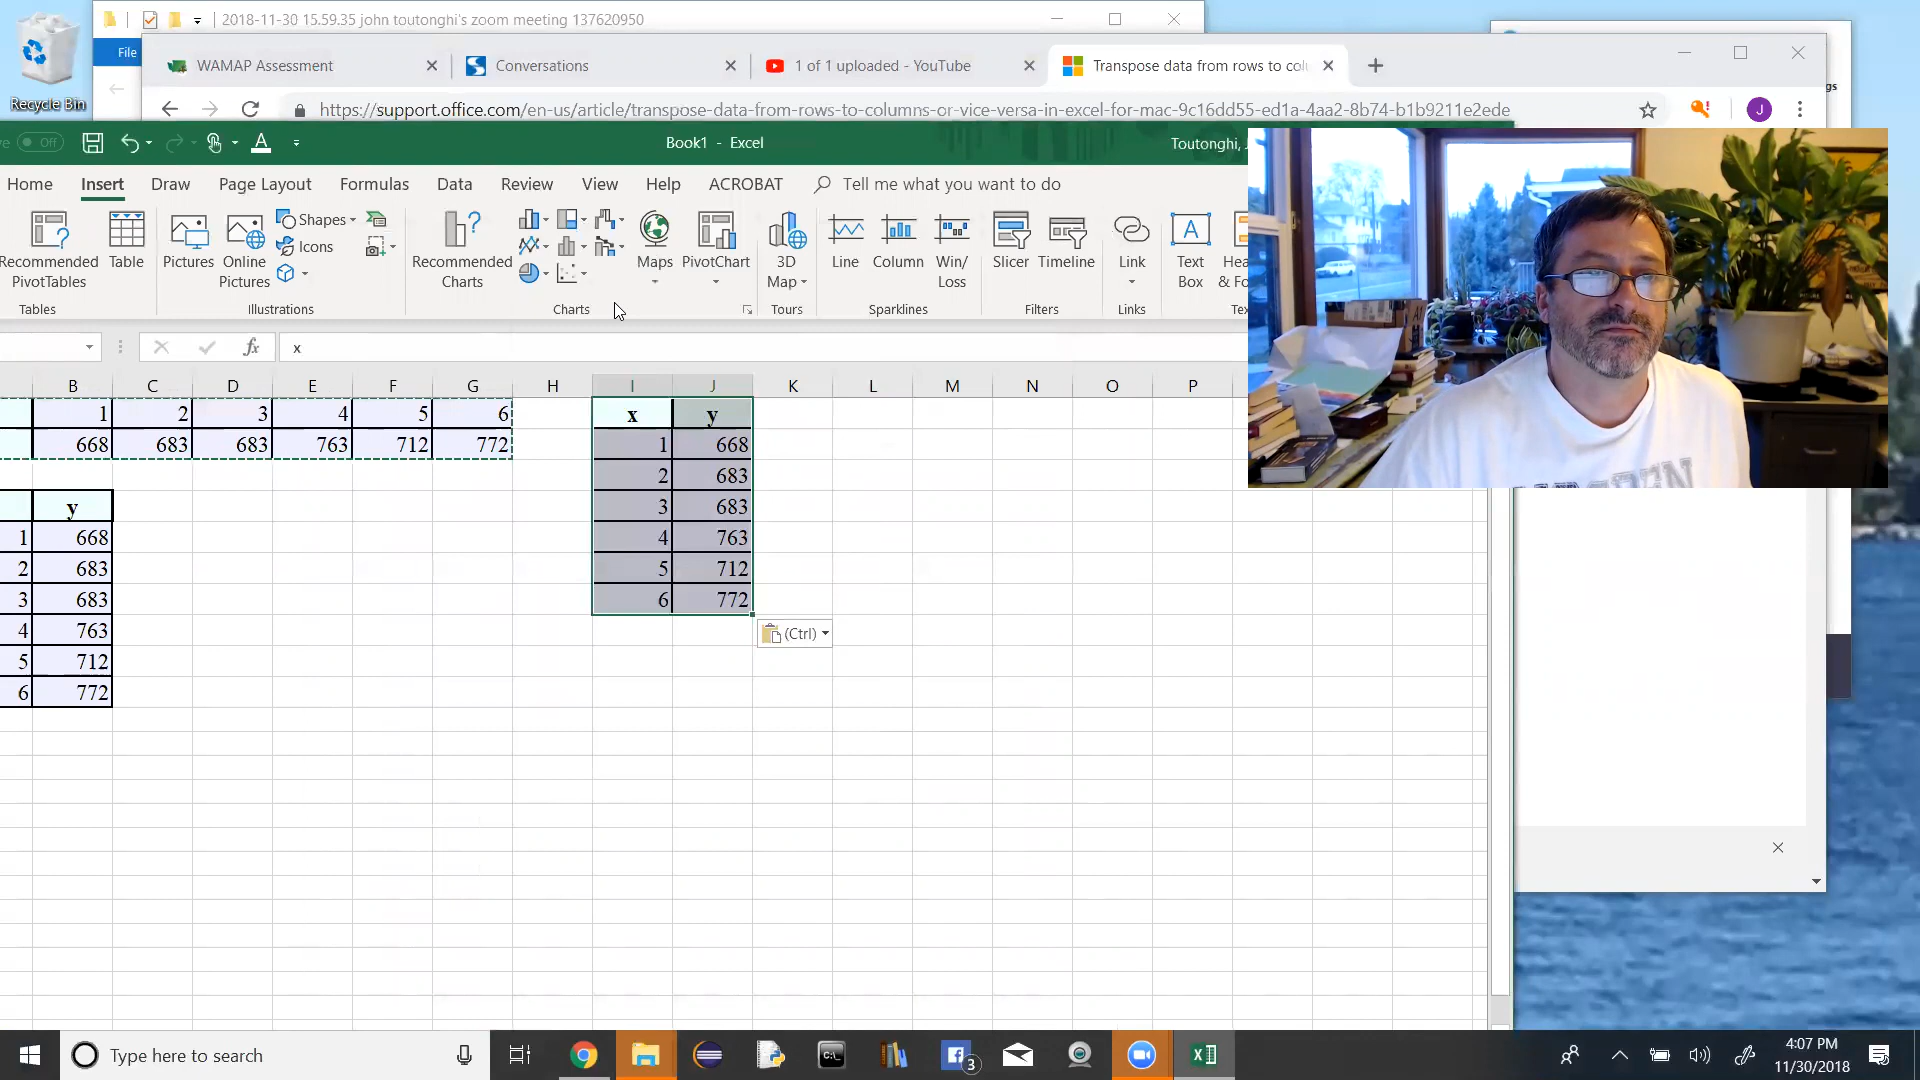 2018-11-30 15.59.35 john toutonghi's zoom meeting 137620950
Recycle Bin
File
WAMAP Assessment
Conversations
1 of 1 uploaded - YouTube
Transpose data from rows to colu
https://support.office.com/en-us/article/transpose-data-from-rows-to-columns-or-vice-versa-in-excel-for-mac-9c16dd55-ed1a-4aa2-8b74-b1b9211e2ede
J
gs
Off
Book1 - Excel
Toutonghi, J
Home Insert Draw Page Layout Formulas Data Review View Help ACROBAT Tell me what you want to do
Recommended PivotTables
Table
Pictures
Online Pictures
Shapes
Icons
Recommended Charts
Maps
PivotChart
3D Map
Line
Column
Win/Loss
Slicer
Timeline
Link
Text Box
Tables
Illustrations
Charts
Tours
Sparklines
Filters
Links
fx x
B C D E F G H I J K L M N O P
1 2 3 4 5 6 x y
668 683 683 763 712 772 1 668
2 683
y 3 683
1 668 4 763
2 683 5 712
3 683 6 772
4 763 (Ctrl)
5 712
6 772
Type here to search
C:\
3
4:07 PM
11/30/2018